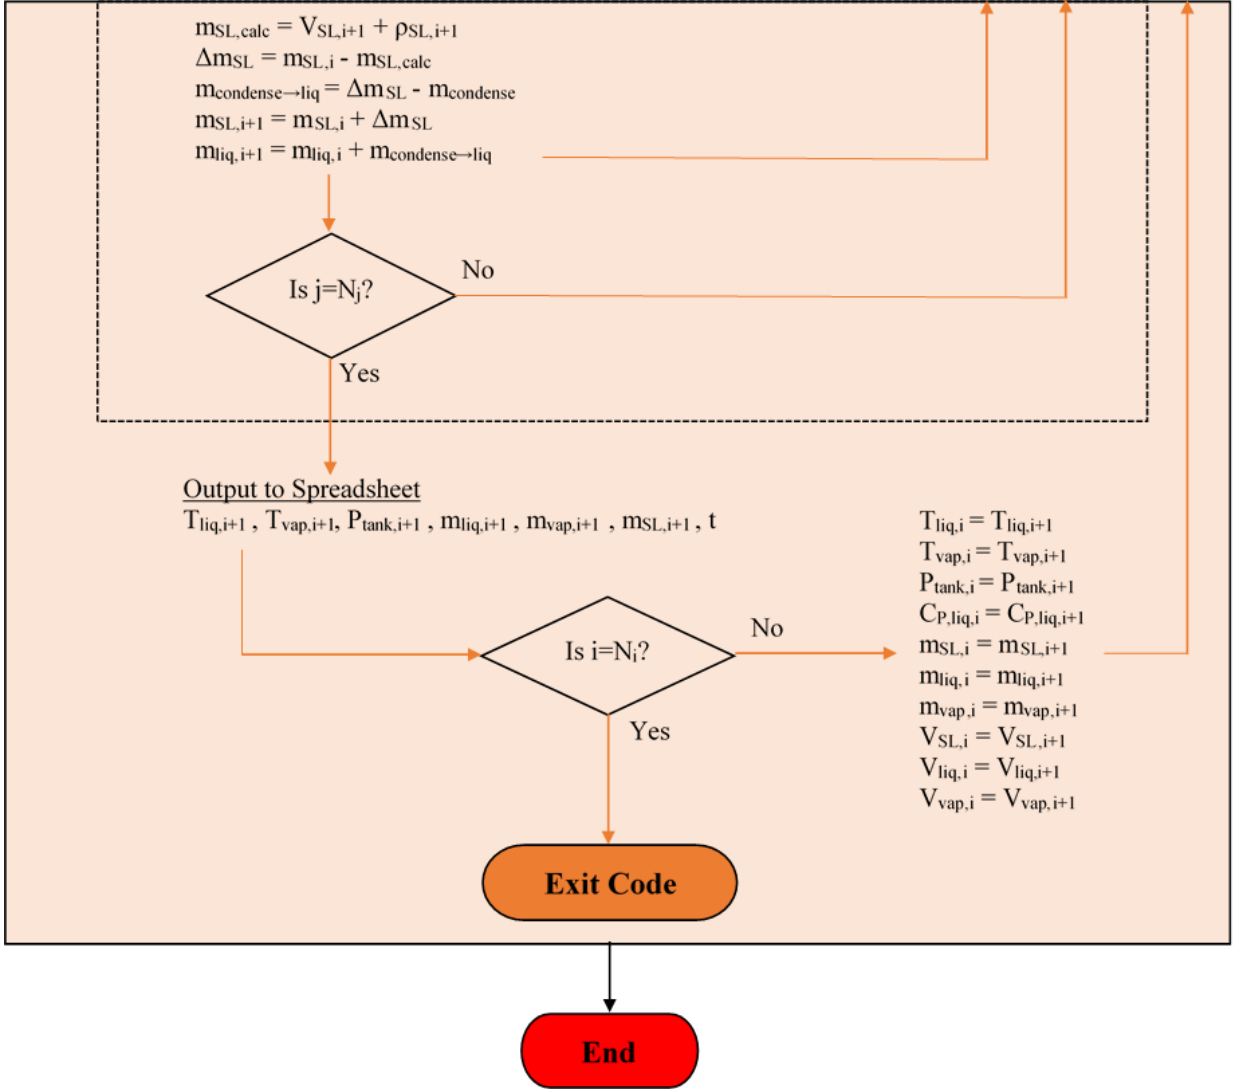 m_SL,calc = V_SL,i+1 + ρ_SL,i+1
Δm_SL = m_SL,i - m_SL,calc
m_condense→liq = Δm_SL - m_condense
m_SL,i+1 = m_SL,i + Δm_SL
m_liq,i+1 = m_liq,i + m_condense→liq
Is j=N_j?
No
Yes
Output to Spreadsheet
T_liq,i+1 , T_vap,i+1, P_tank,i+1 , m_liq,i+1 , m_vap,i+1 , m_SL,i+1 , t
Is i=N_i?
No
Yes
T_liq,i = T_liq,i+1
T_vap,i = T_vap,i+1
P_tank,i = P_tank,i+1
C_P,liq,i = C_P,liq,i+1
m_SL,i = m_SL,i+1
m_liq,i = m_liq,i+1
m_vap,i = m_vap,i+1
V_SL,i = V_SL,i+1
V_liq,i = V_liq,i+1
V_vap,i = V_vap,i+1
Exit Code
End